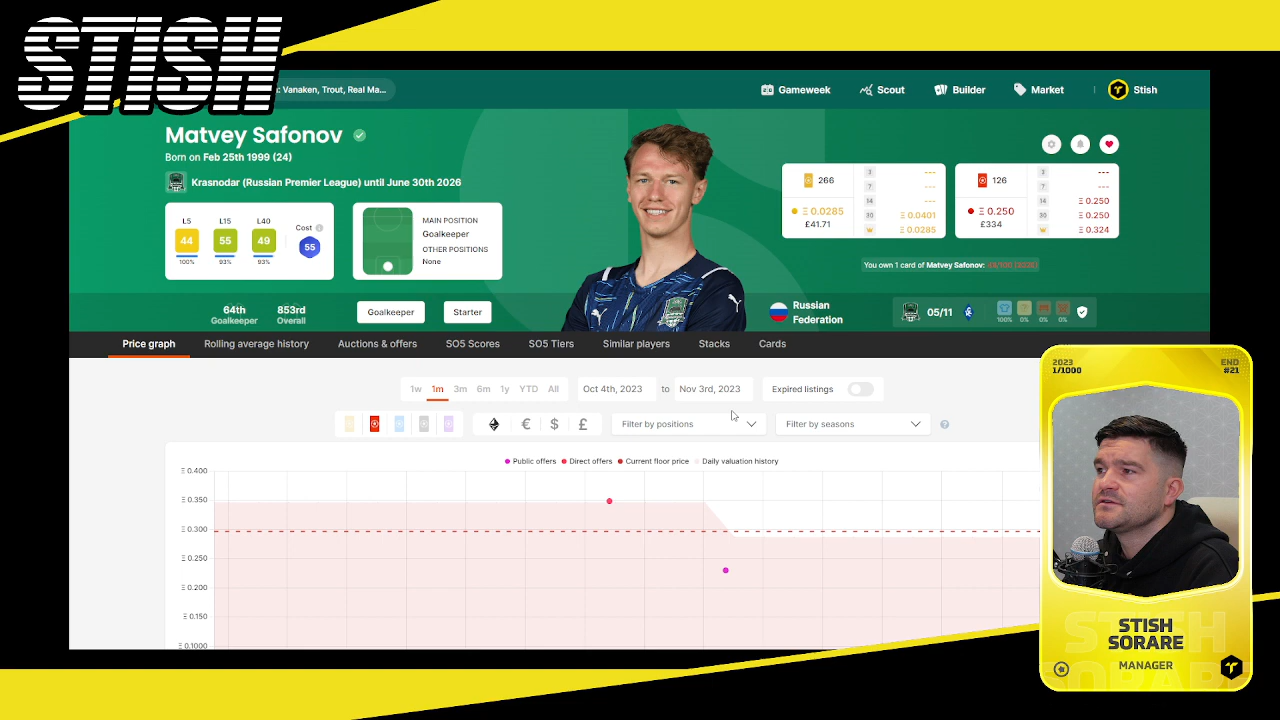 STISH
: Vanaken, Trout, Real Ma...
Gameweek
Scout
Builder
Market
Stish
Matvey Safonov
Born on Feb 25th 1999 (24)
Krasnodar (Russian Premier League) until June 30th 2026
L5 L15 L40 Cost
44 55 49 55
100% 93% 93%
MAIN POSITION
Goalkeeper
OTHER POSITIONS
None
266
Ξ 0.0285
£41.71
3 ---
7 ---
14 ---
30 Ξ 0.0401
W Ξ 0.0285
126
Ξ 0.250
£334
3 ---
7 ---
14 Ξ 0.250
30 Ξ 0.250
W Ξ 0.324
You own 1 card of Matvey Safonov:
64th
Goalkeeper
853rd
Overall
Goalkeeper
Starter
Russian
Federation
05/11
100% 0% 0% 0%
Price graph
Rolling average history
Auctions & offers
SO5 Scores
SO5 Tiers
Similar players
Stacks
Cards
1w 1m 3m 6m 1y YTD All
Oct 4th, 2023 to Nov 3rd, 2023
Expired listings
€ $ £
Filter by positions
Filter by seasons
?
Public offers Direct offers Current floor price Daily valuation history
Ξ 0.400
Ξ 0.350
Ξ 0.300
Ξ 0.250
Ξ 0.200
Ξ 0.150
Ξ 0.1000
2023
1/1000
END
#21
STISH
SORARE
MANAGER